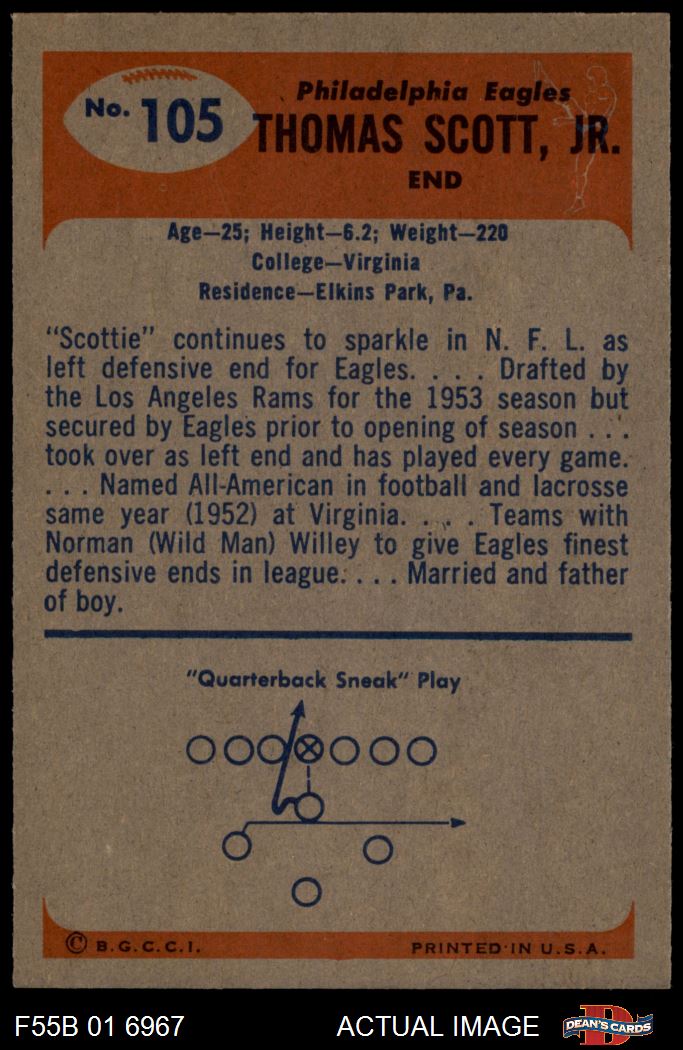 No. 105
Philadelphia Eagles
THOMAS SCOTT, JR.
END
Age—25; Height—6.2; Weight—220
College—Virginia
Residence—Elkins Park, Pa.
"Scottie" continues to sparkle in N. F. L. as
left defensive end for Eagles. . . . Drafted by
the Los Angeles Rams for the 1953 season but
secured by Eagles prior to opening of season . . .
took over as left end and has played every game.
. . . Named All-American in football and lacrosse
same year (1952) at Virginia. . . . Teams with
Norman (Wild Man) Willey to give Eagles finest
defensive ends in league. . . . Married and father
of boy.
"Quarterback Sneak" Play
© B.G.C.C.I.
PRINTED IN U.S.A.
F55B 01 6967
ACTUAL IMAGE
D
DEAN'S CARDS